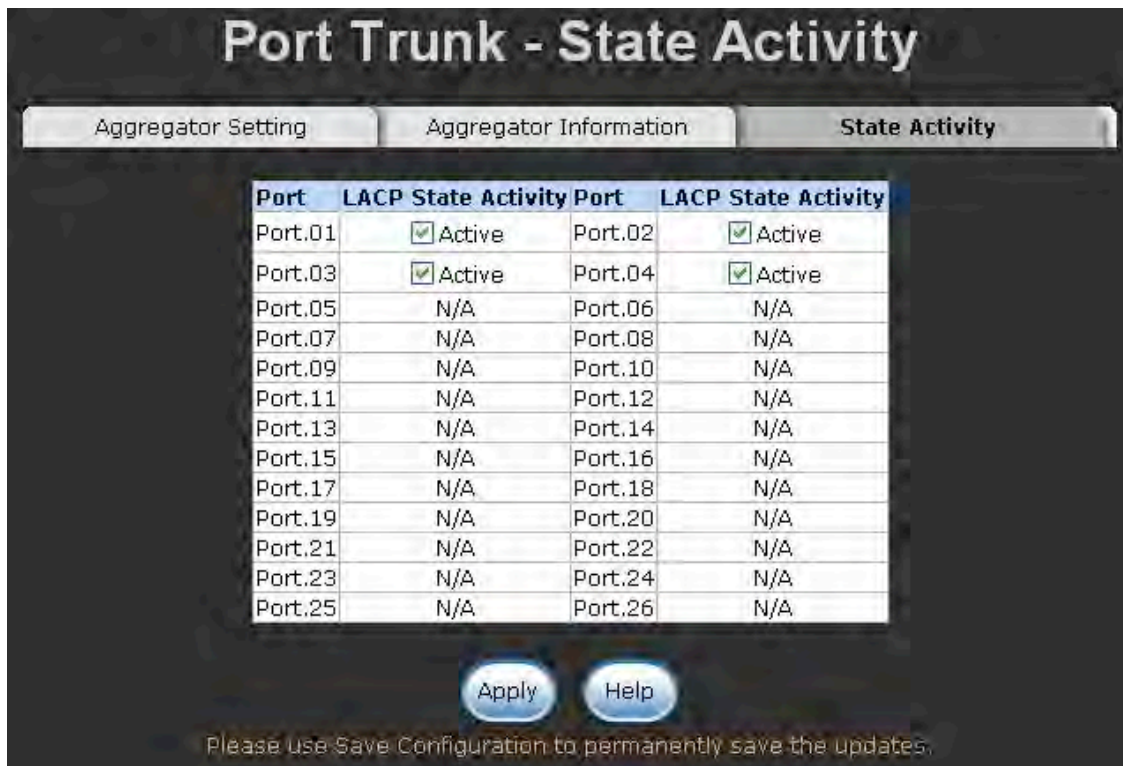 Port Trunk - State Activity
Aggregator Setting Aggregator Information State Activity
Port LACP State Activity Port LACP State Activity
Port.01 Active Port.02 Active
Port.03 Active Port.04 Active
Port.05 N/A Port.06 N/A
Port.07 N/A Port.08 N/A
Port.09 N/A Port.10 N/A
Port.11 N/A Port.12 N/A
Port.13 N/A Port.14 N/A
Port.15 N/A Port.16 N/A
Port.17 N/A Port.18 N/A
Port.19 N/A Port.20 N/A
Port.21 N/A Port.22 N/A
Port.23 N/A Port.24 N/A
Port.25 N/A Port.26 N/A
Apply Help
Please use Save Configuration to permanently save the updates.